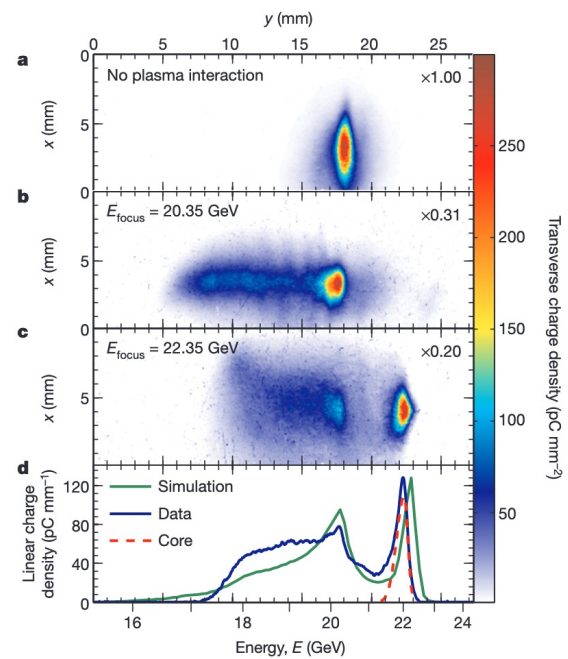 y (mm)
0 5 10 15 20 25
a
No plasma interaction
×1.00
x (mm)
0
5
0
b
E focus = 20.35 GeV
×0.31
x (mm)
5
0
c
E focus = 22.35 GeV
×0.20
x (mm)
5
d
Linear charge
density (pC mm⁻¹)
120
80
40
0
Simulation
Data
Core
16 18 20 22 24
Energy, E (GeV)
250
200
150
100
50
Transverse charge density (pC mm⁻²)